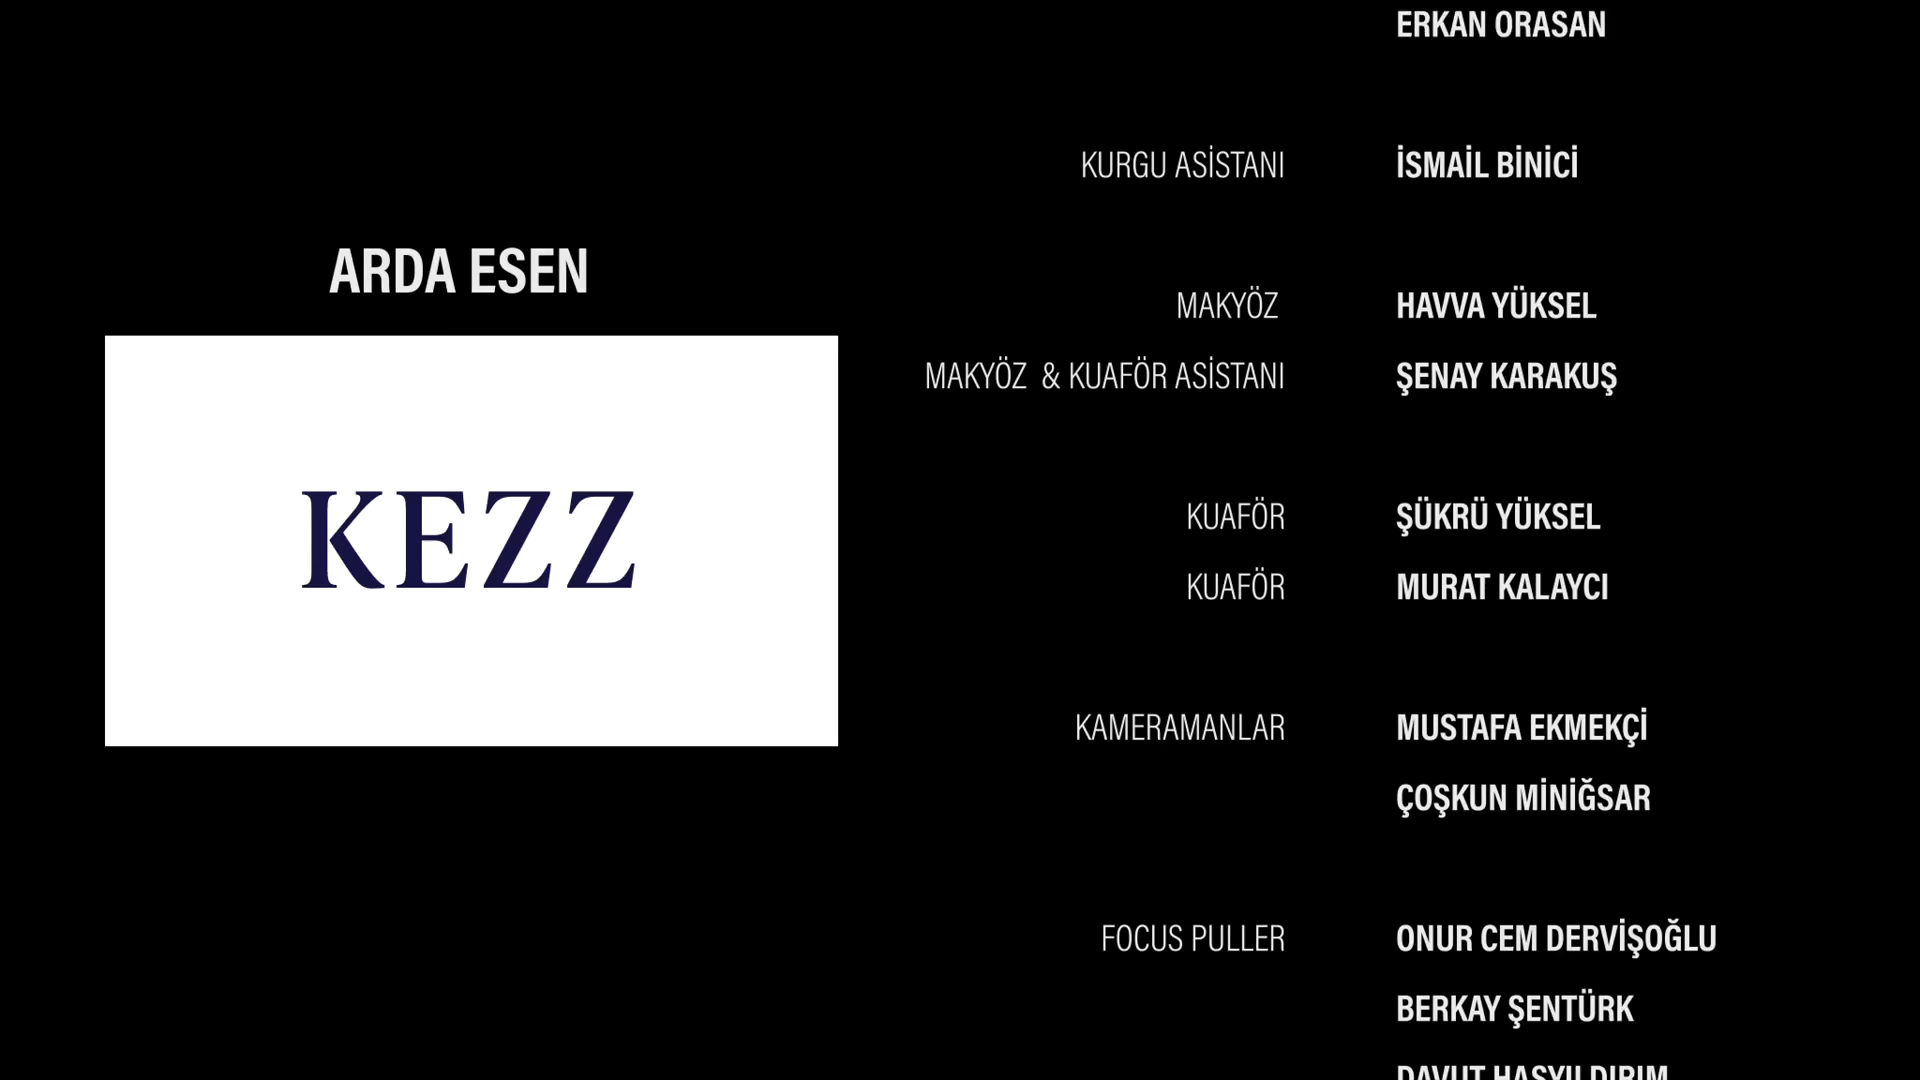 ARDA ESEN
KEZZ
ERKAN ORASAN
KURGU ASİSTANI İSMAİL BİNİCİ
MAKYÖZ HAVVA YÜKSEL
MAKYÖZ & KUAFÖR ASİSTANI ŞENAY KARAKUŞ
KUAFÖR ŞÜKRÜ YÜKSEL
KUAFÖR MURAT KALAYCI
KAMERAMANLAR MUSTAFA EKMEKÇİ
ÇOŞKUN MİNİĞSAR
FOCUS PULLER ONUR CEM DERVİŞOĞLU
BERKAY ŞENTÜRK
DAVUT HASYILDIRIM